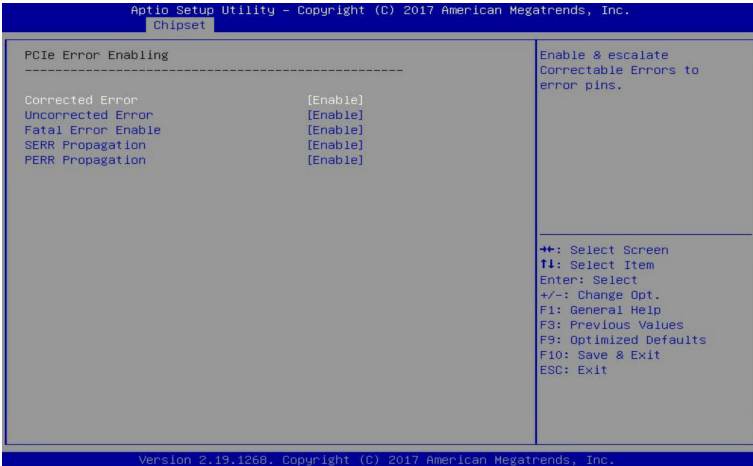 Aptio Setup Utility – Copyright (C) 2017 American Megatrends, Inc.
Chipset
PCIe Error Enabling
--------------------------------------------------
Corrected Error [Enable]
Uncorrected Error [Enable]
Fatal Error Enable [Enable]
SERR Propagation [Enable]
PERR Propagation [Enable]
Enable & escalate
Correctable Errors to
error pins.
→←: Select Screen
↑↓: Select Item
Enter: Select
+/-: Change Opt.
F1: General Help
F3: Previous Values
F9: Optimized Defaults
F10: Save & Exit
ESC: Exit
Version 2.19.1268. Copyright (C) 2017 American Megatrends, Inc.